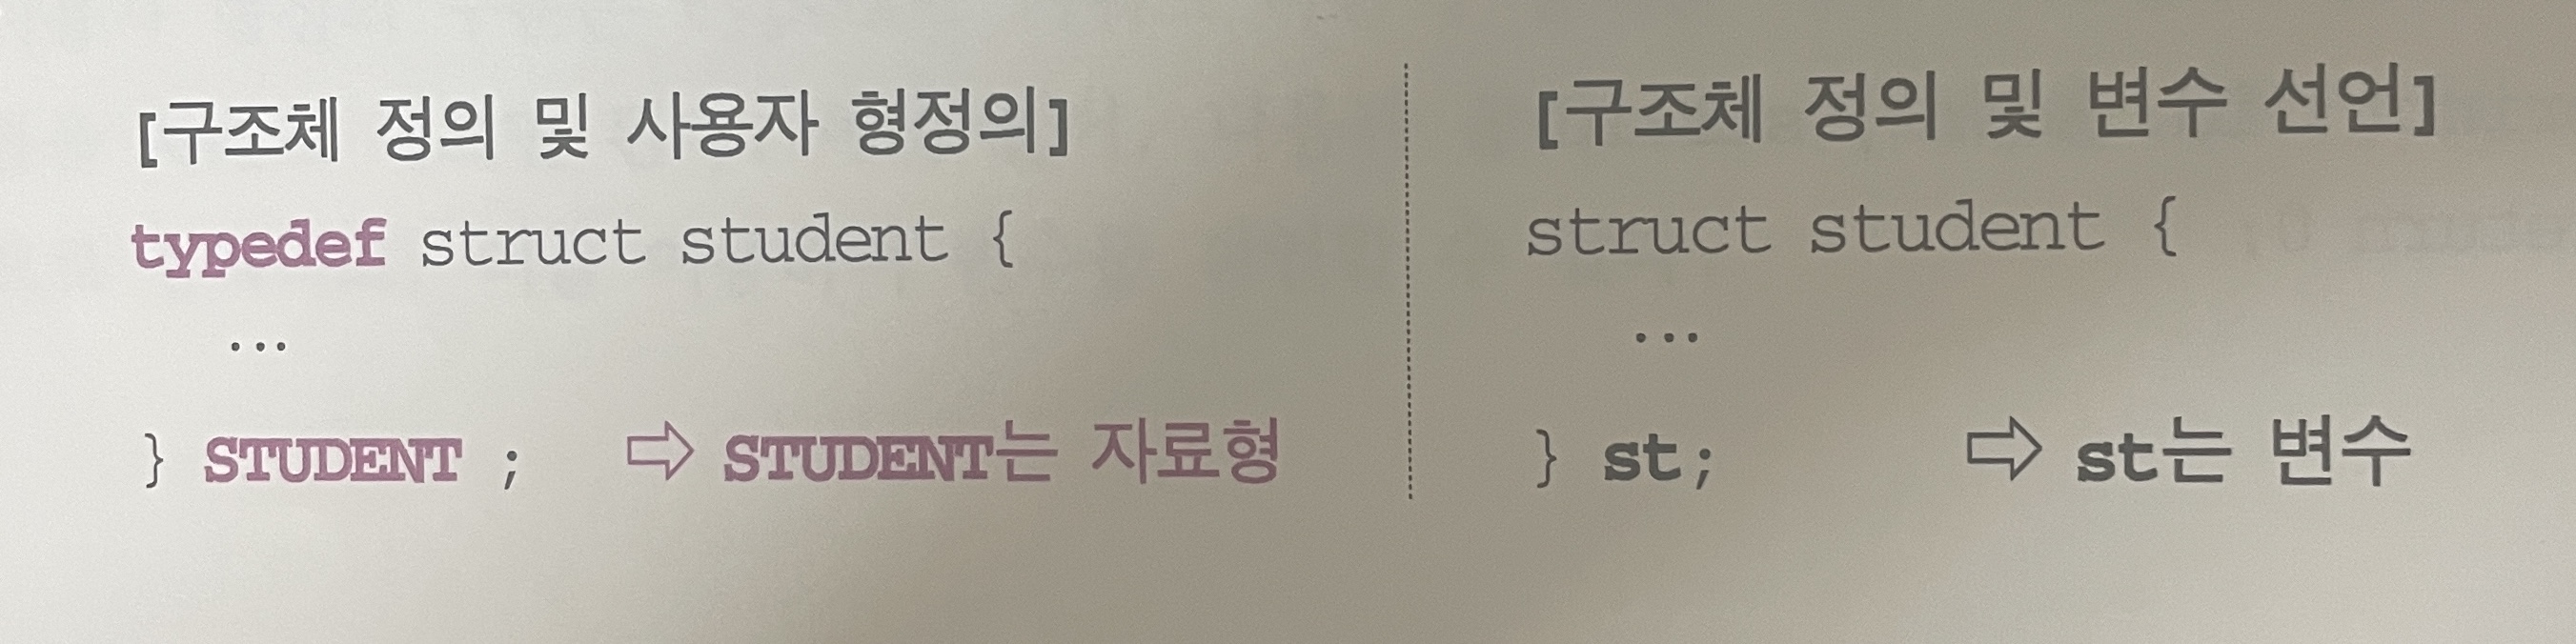 [구조체 정의 및 사용자 형정의]
typedef struct student {
...
} STUDENT ; ⇨ STUDENT는 자료형
[구조체 정의 및 변수 선언]
struct student {
...
} st; ⇨ st는 변수